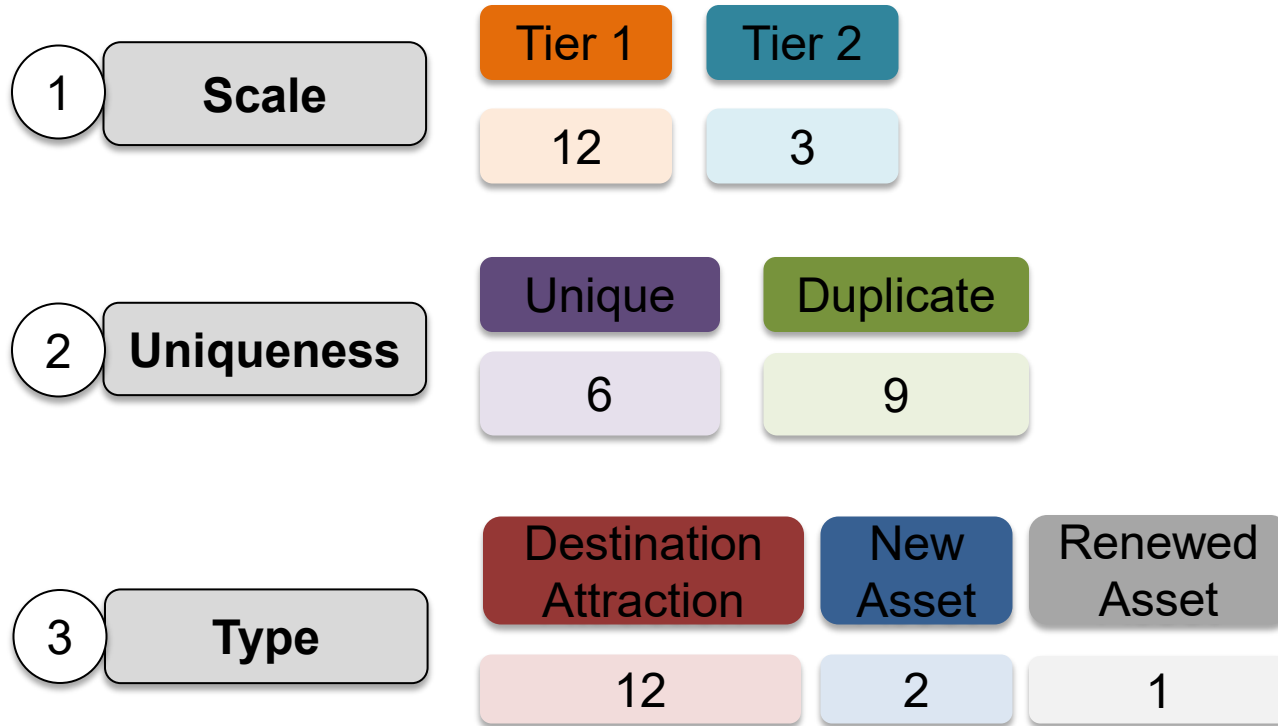 1
Scale
Tier 1
Tier 2
12
3
2
Uniqueness
Unique
Duplicate
6
9
3
Type
Destination
Attraction
New
Asset
Renewed
Asset
12
2
1